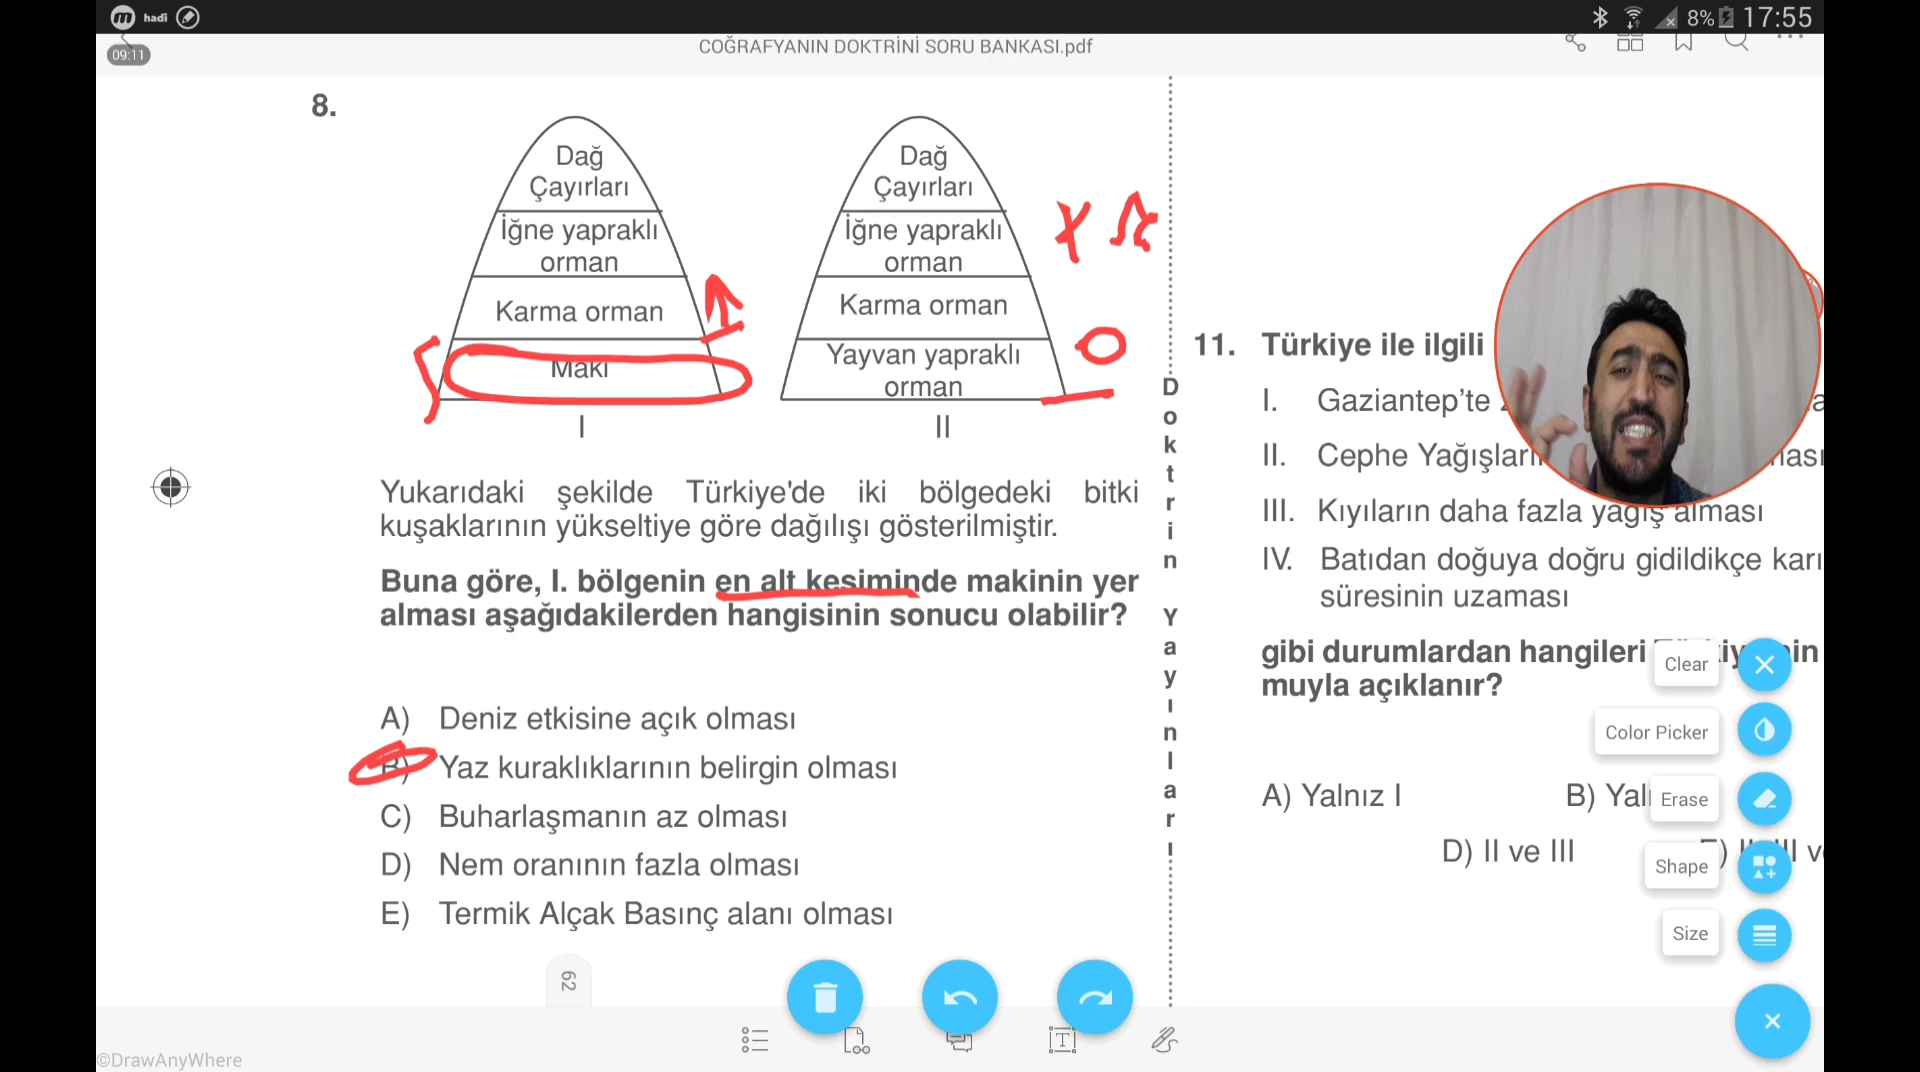 hadi
8% 17:55
09:11
COĞRAFYANIN DOKTRİNİ SORU BANKASI.pdf
8.
Dağ
Çayırları
İğne yapraklı
orman
Karma orman
Maki
I
Dağ
Çayırları
İğne yapraklı
orman
Karma orman
Yayvan yapraklı
orman
II
Yukarıdaki şekilde Türkiye'de iki bölgedeki bitki
kuşaklarının yükseltiye göre dağılışı gösterilmiştir.
Buna göre, I. bölgenin en alt kesiminde makinin yer
alması aşağıdakilerden hangisinin sonucu olabilir?
A) Deniz etkisine açık olması
B) Yaz kuraklıklarının belirgin olması
C) Buharlaşmanın az olması
D) Nem oranının fazla olması
E) Termik Alçak Basınç alanı olması
62
Doktrin Yayınları
11. Türkiye ile ilgili
I. Gaziantep’te
II. Cephe
III. Kıyıların daha fazla yağış alması
IV. Batıdan doğuya doğru gidildikçe
süresinin uzaması
gibi durumlardan hangileri
muyla açıklanır?
A) Yalnız I
B)
D) II ve III
Clear
Color Picker
Erase
Shape
Size
©DrawAnyWhere